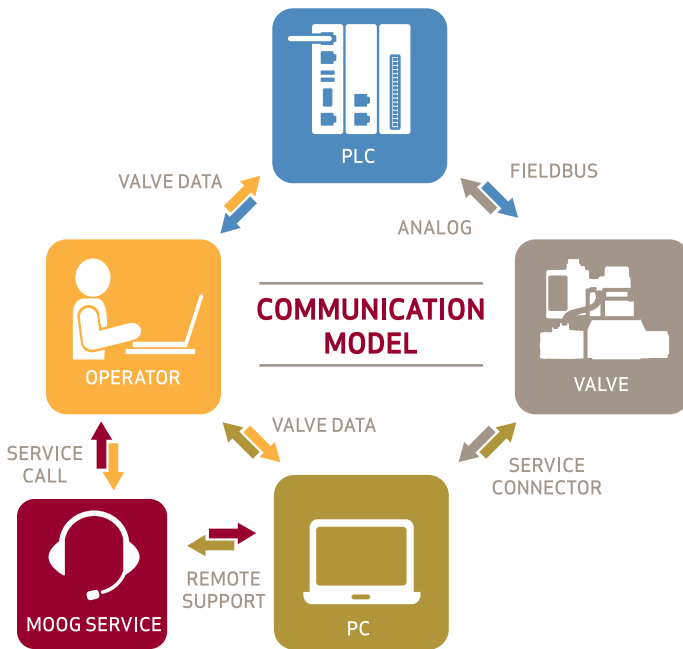 PLC
VALVE DATA
FIELDBUS
ANALOG
OPERATOR
COMMUNICATION
MODEL
VALVE
VALVE DATA
SERVICE
CALL
SERVICE
CONNECTOR
MOOG SERVICE
REMOTE
SUPPORT
PC